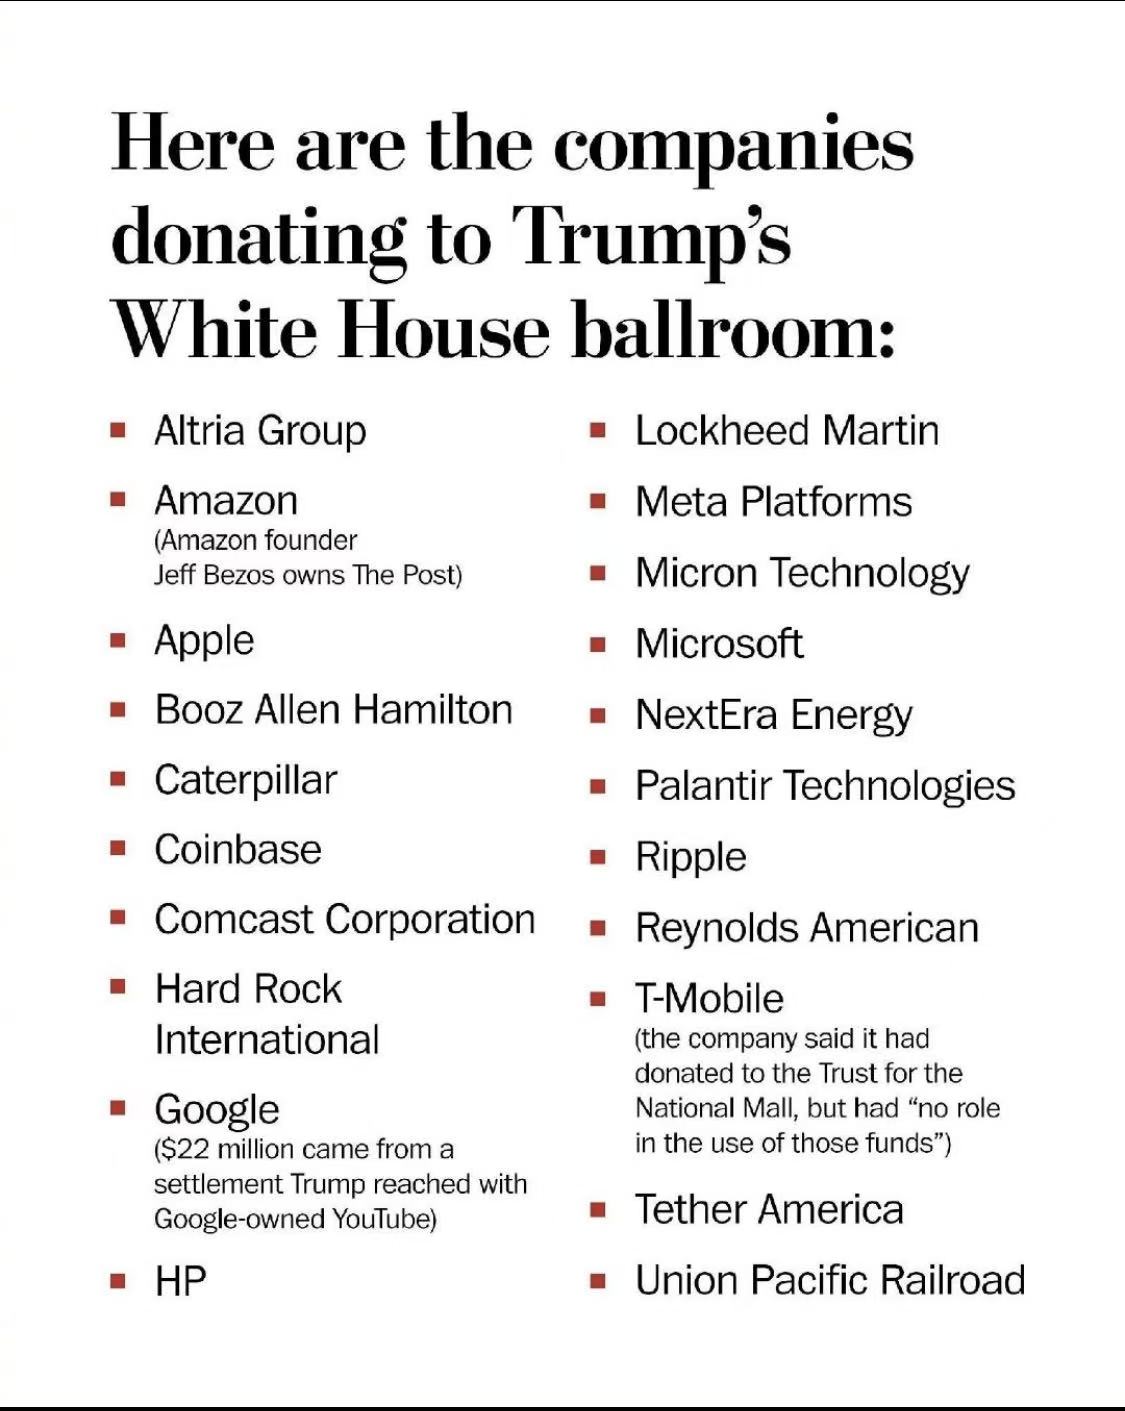 Here are the companies
donating to Trump’s
White House ballroom:
Altria Group
Amazon
(Amazon founder
Jeff Bezos owns The Post)
Apple
Booz Allen Hamilton
Caterpillar
Coinbase
Comcast Corporation
Hard Rock
International
Google
($22 million came from a
settlement Trump reached with
Google-owned YouTube)
HP
Lockheed Martin
Meta Platforms
Micron Technology
Microsoft
NextEra Energy
Palantir Technologies
Ripple
Reynolds American
T-Mobile
(the company said it had
donated to the Trust for the
National Mall, but had “no role
in the use of those funds”)
Tether America
Union Pacific Railroad